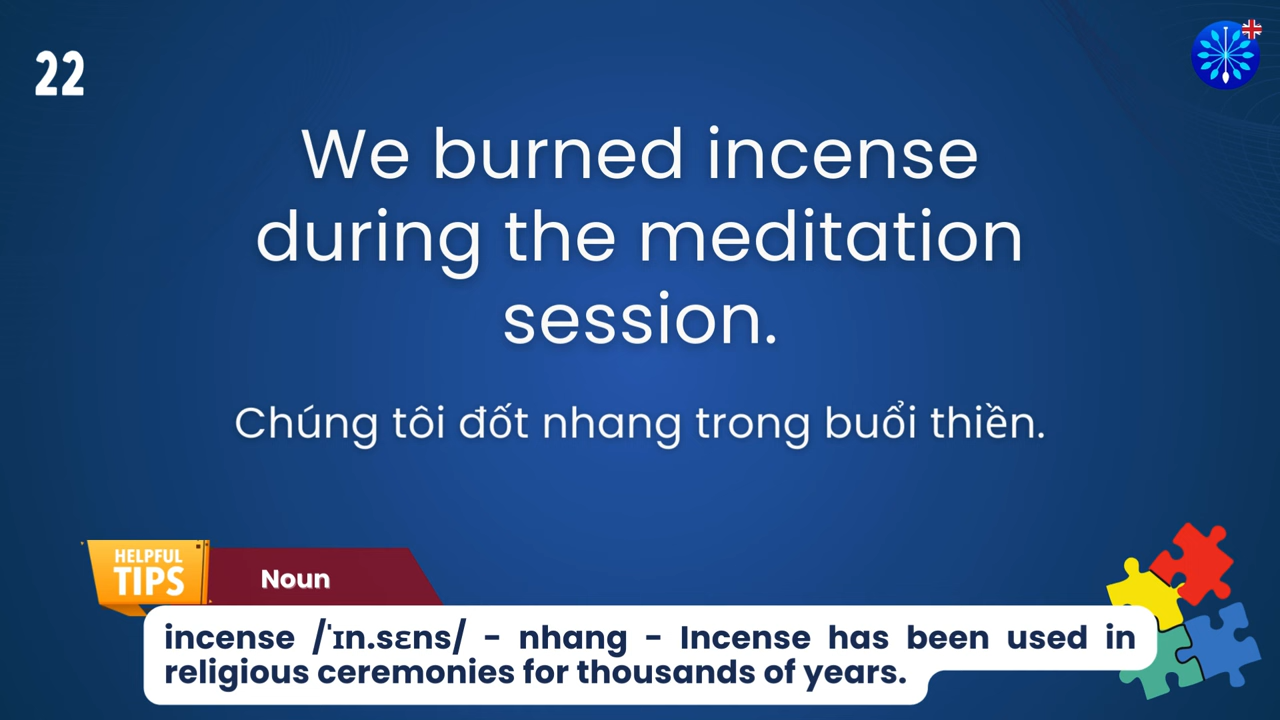 22
We burned incense
during the meditation
session.
Chúng tôi đốt nhang trong buổi thiền.
HELPFUL
TIPS
Noun
incense /ˈɪn.sɛns/ - nhang - Incense has been used in
religious ceremonies for thousands of years.